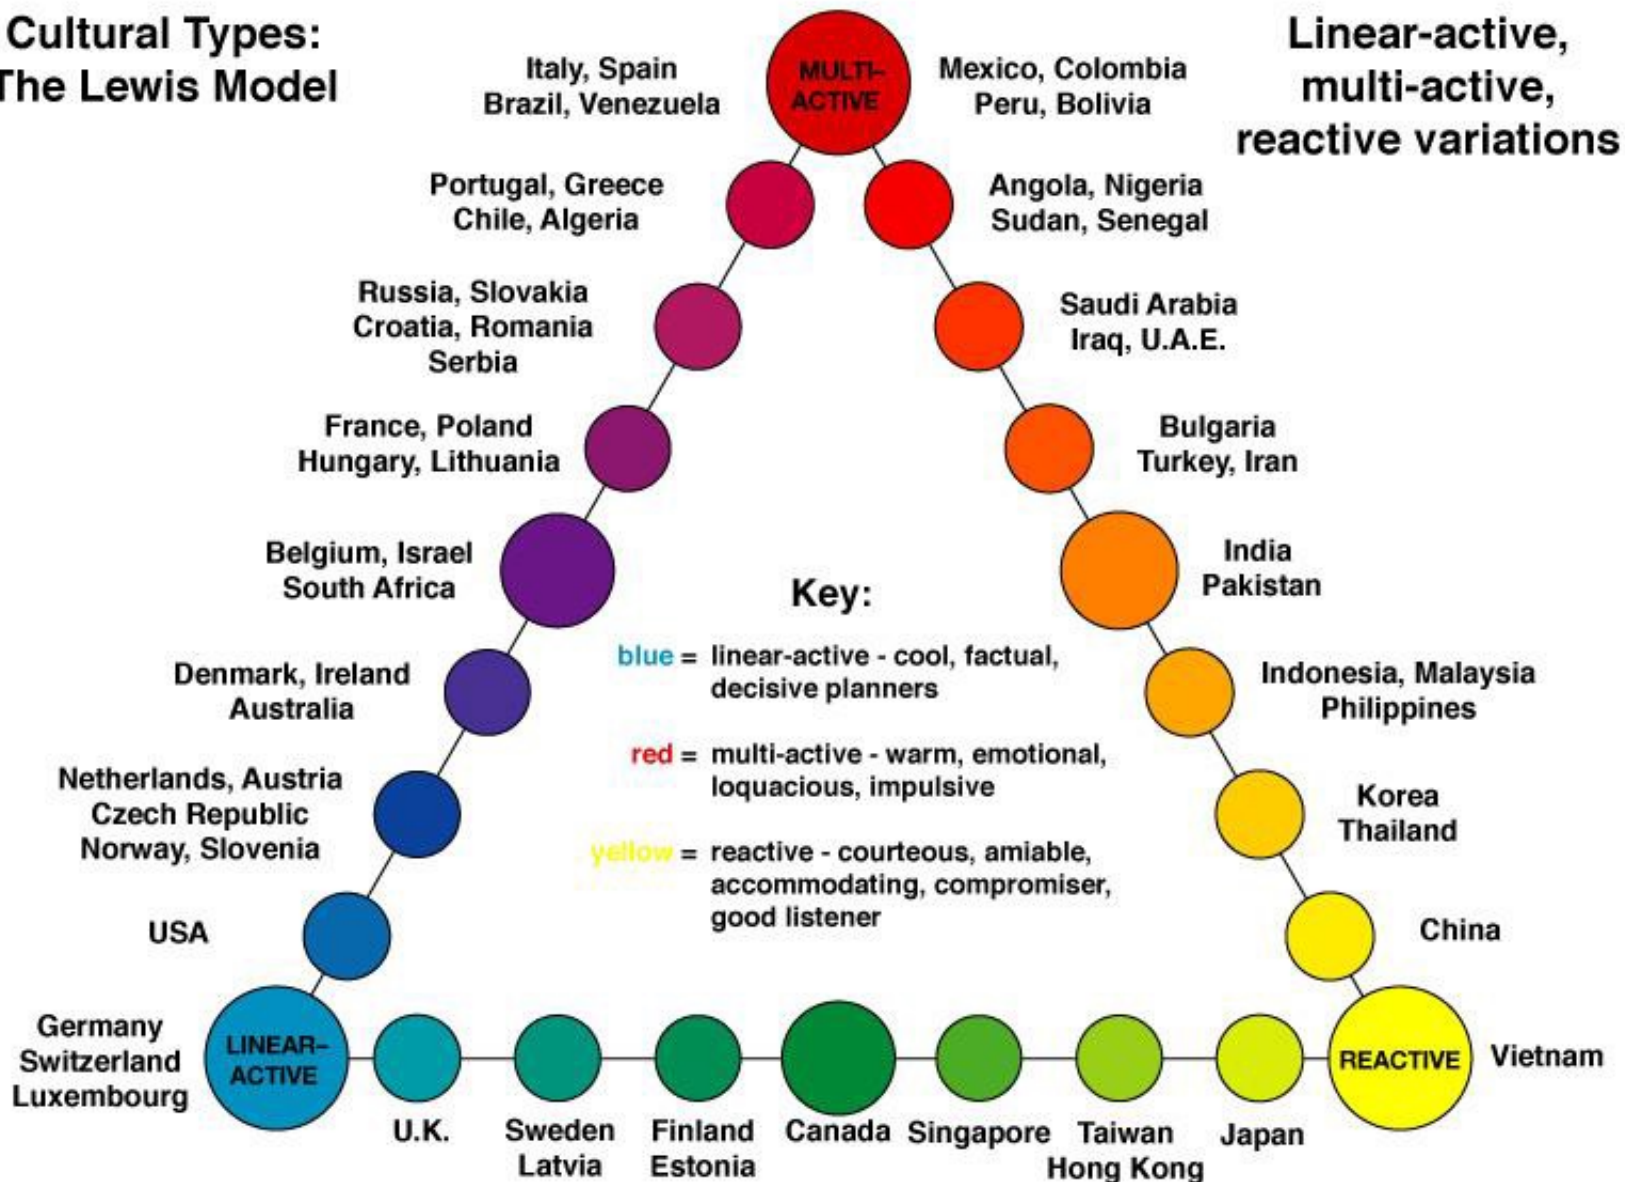 Cultural Types:
The Lewis Model
Linear-active,
multi-active,
reactive variations
MULTI-
ACTIVE
Italy, Spain
Brazil, Venezuela
Mexico, Colombia
Peru, Bolivia
Portugal, Greece
Chile, Algeria
Angola, Nigeria
Sudan, Senegal
Russia, Slovakia
Croatia, Romania
Serbia
Saudi Arabia
Iraq, U.A.E.
France, Poland
Hungary, Lithuania
Bulgaria
Turkey, Iran
Belgium, Israel
South Africa
India
Pakistan
Denmark, Ireland
Australia
Indonesia, Malaysia
Philippines
Netherlands, Austria
Czech Republic
Norway, Slovenia
Korea
Thailand
USA
China
Key:
blue = linear-active - cool, factual,
decisive planners
red = multi-active - warm, emotional,
loquacious, impulsive
yellow = reactive - courteous, amiable,
accommodating, compromiser,
good listener
Germany
Switzerland
Luxembourg
LINEAR-
ACTIVE
REACTIVE
Vietnam
U.K.
Sweden
Latvia
Finland
Estonia
Canada
Singapore
Taiwan
Hong Kong
Japan